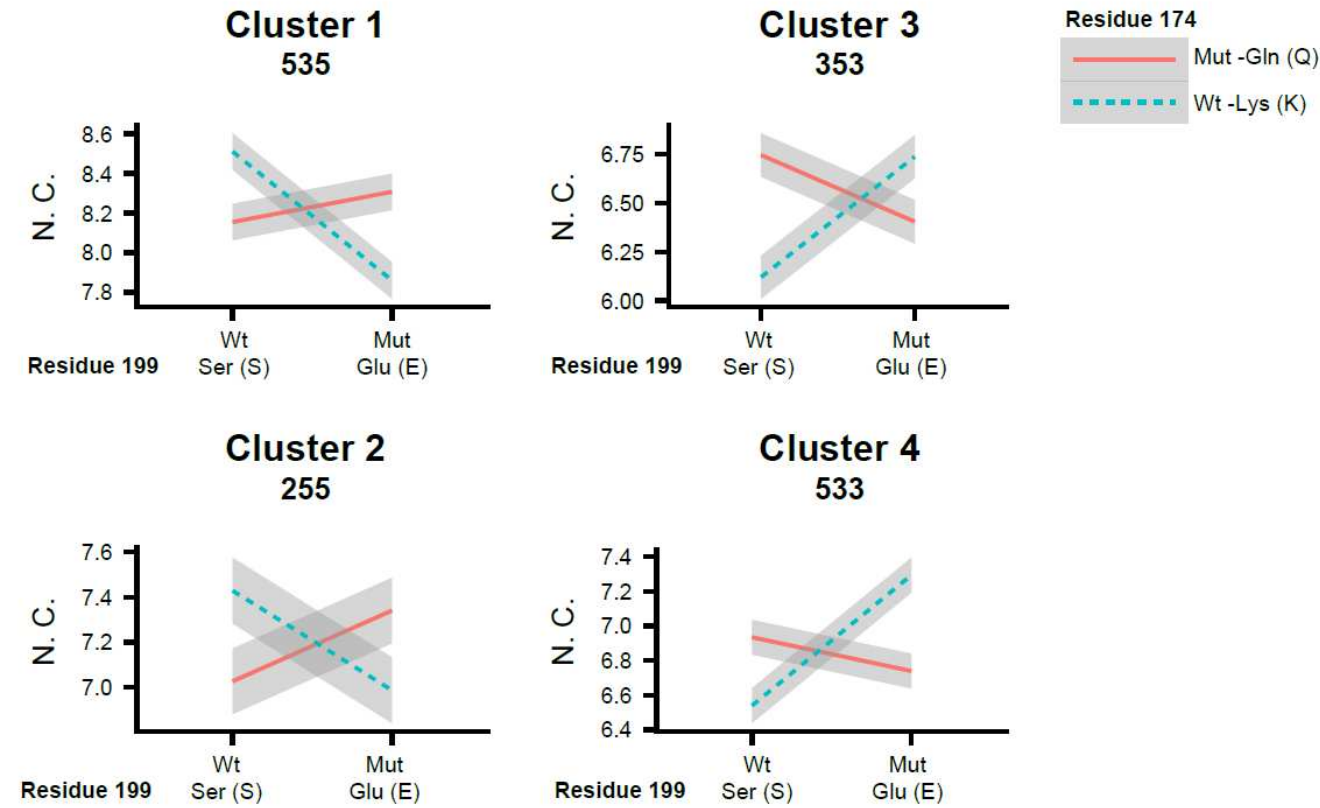 Cluster 1
535
8.6
8.4
8.2
8.0
7.8
N. C.
Wt
Mut
Residue 199
Ser (S)
Glu (E)
Cluster 3
353
6.75
6.50
6.25
6.00
N. C.
Wt
Mut
Residue 199
Ser (S)
Glu (E)
Residue 174
Mut -Gln (Q)
Wt -Lys (K)
Cluster 2
255
7.6
7.4
7.2
7.0
N. C.
Wt
Mut
Residue 199
Ser (S)
Glu (E)
Cluster 4
533
7.4
7.2
7.0
6.8
6.6
6.4
N. C.
Wt
Mut
Residue 199
Ser (S)
Glu (E)